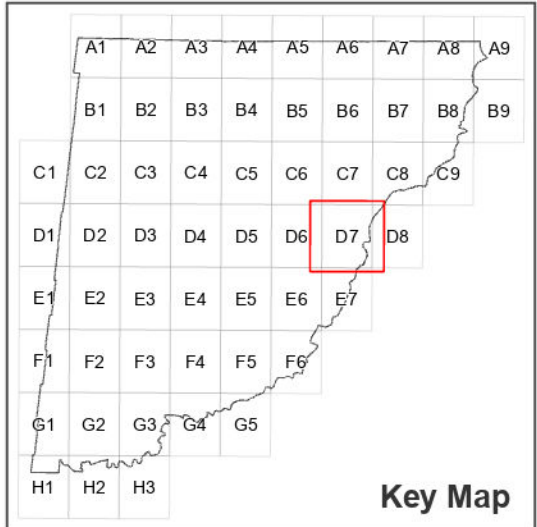 A1 A2 A3 A4 A5 A6 A7 A8 A9
B1 B2 B3 B4 B5 B6 B7 B8 B9
C1 C2 C3 C4 C5 C6 C7 C8 C9
D1 D2 D3 D4 D5 D6 D7 D8
E1 E2 E3 E4 E5 E6 E7
F1 F2 F3 F4 F5 F6
G1 G2 G3 G4 G5
H1 H2 H3
Key Map